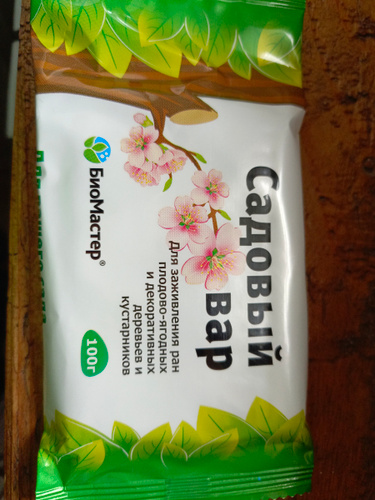 БиоМастер®
Садовый
вар
Для заживления ран
плодово-ягодных
и декоративных
деревьев и
кустарников
100г